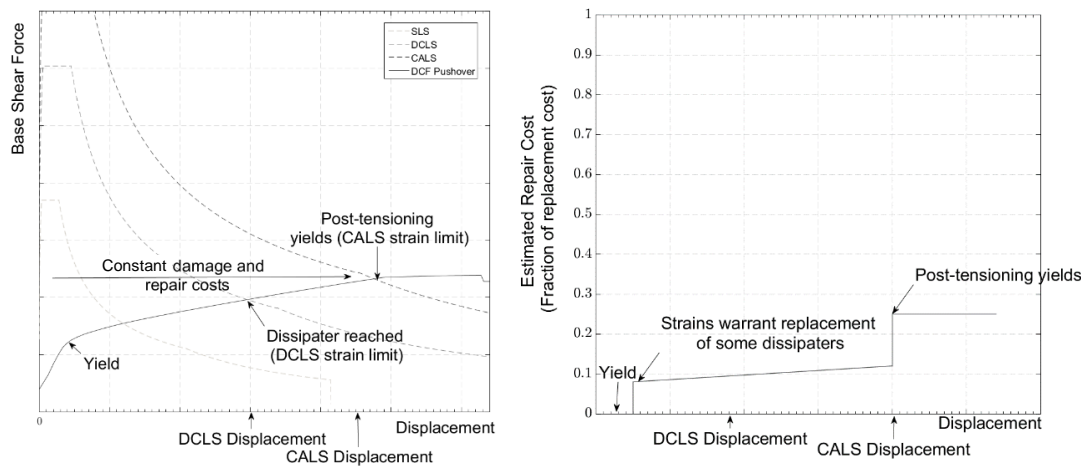 Base Shear Force
SLS
DCLS
CALS
DCF Pushover
Post-tensioning
yields (CALS strain limit)
Constant damage and
repair costs
Dissipater reached
(DCLS strain limit)
Yield
0
Displacement
DCLS Displacement
CALS Displacement
Estimated Repair Cost
(Fraction of replacement cost)
1
0.9
0.8
0.7
0.6
0.5
0.4
0.3
0.2
0.1
0
Post-tensioning yields
Strains warrant replacement
of some dissipaters
Yield
Displacement
DCLS Displacement
CALS Displacement